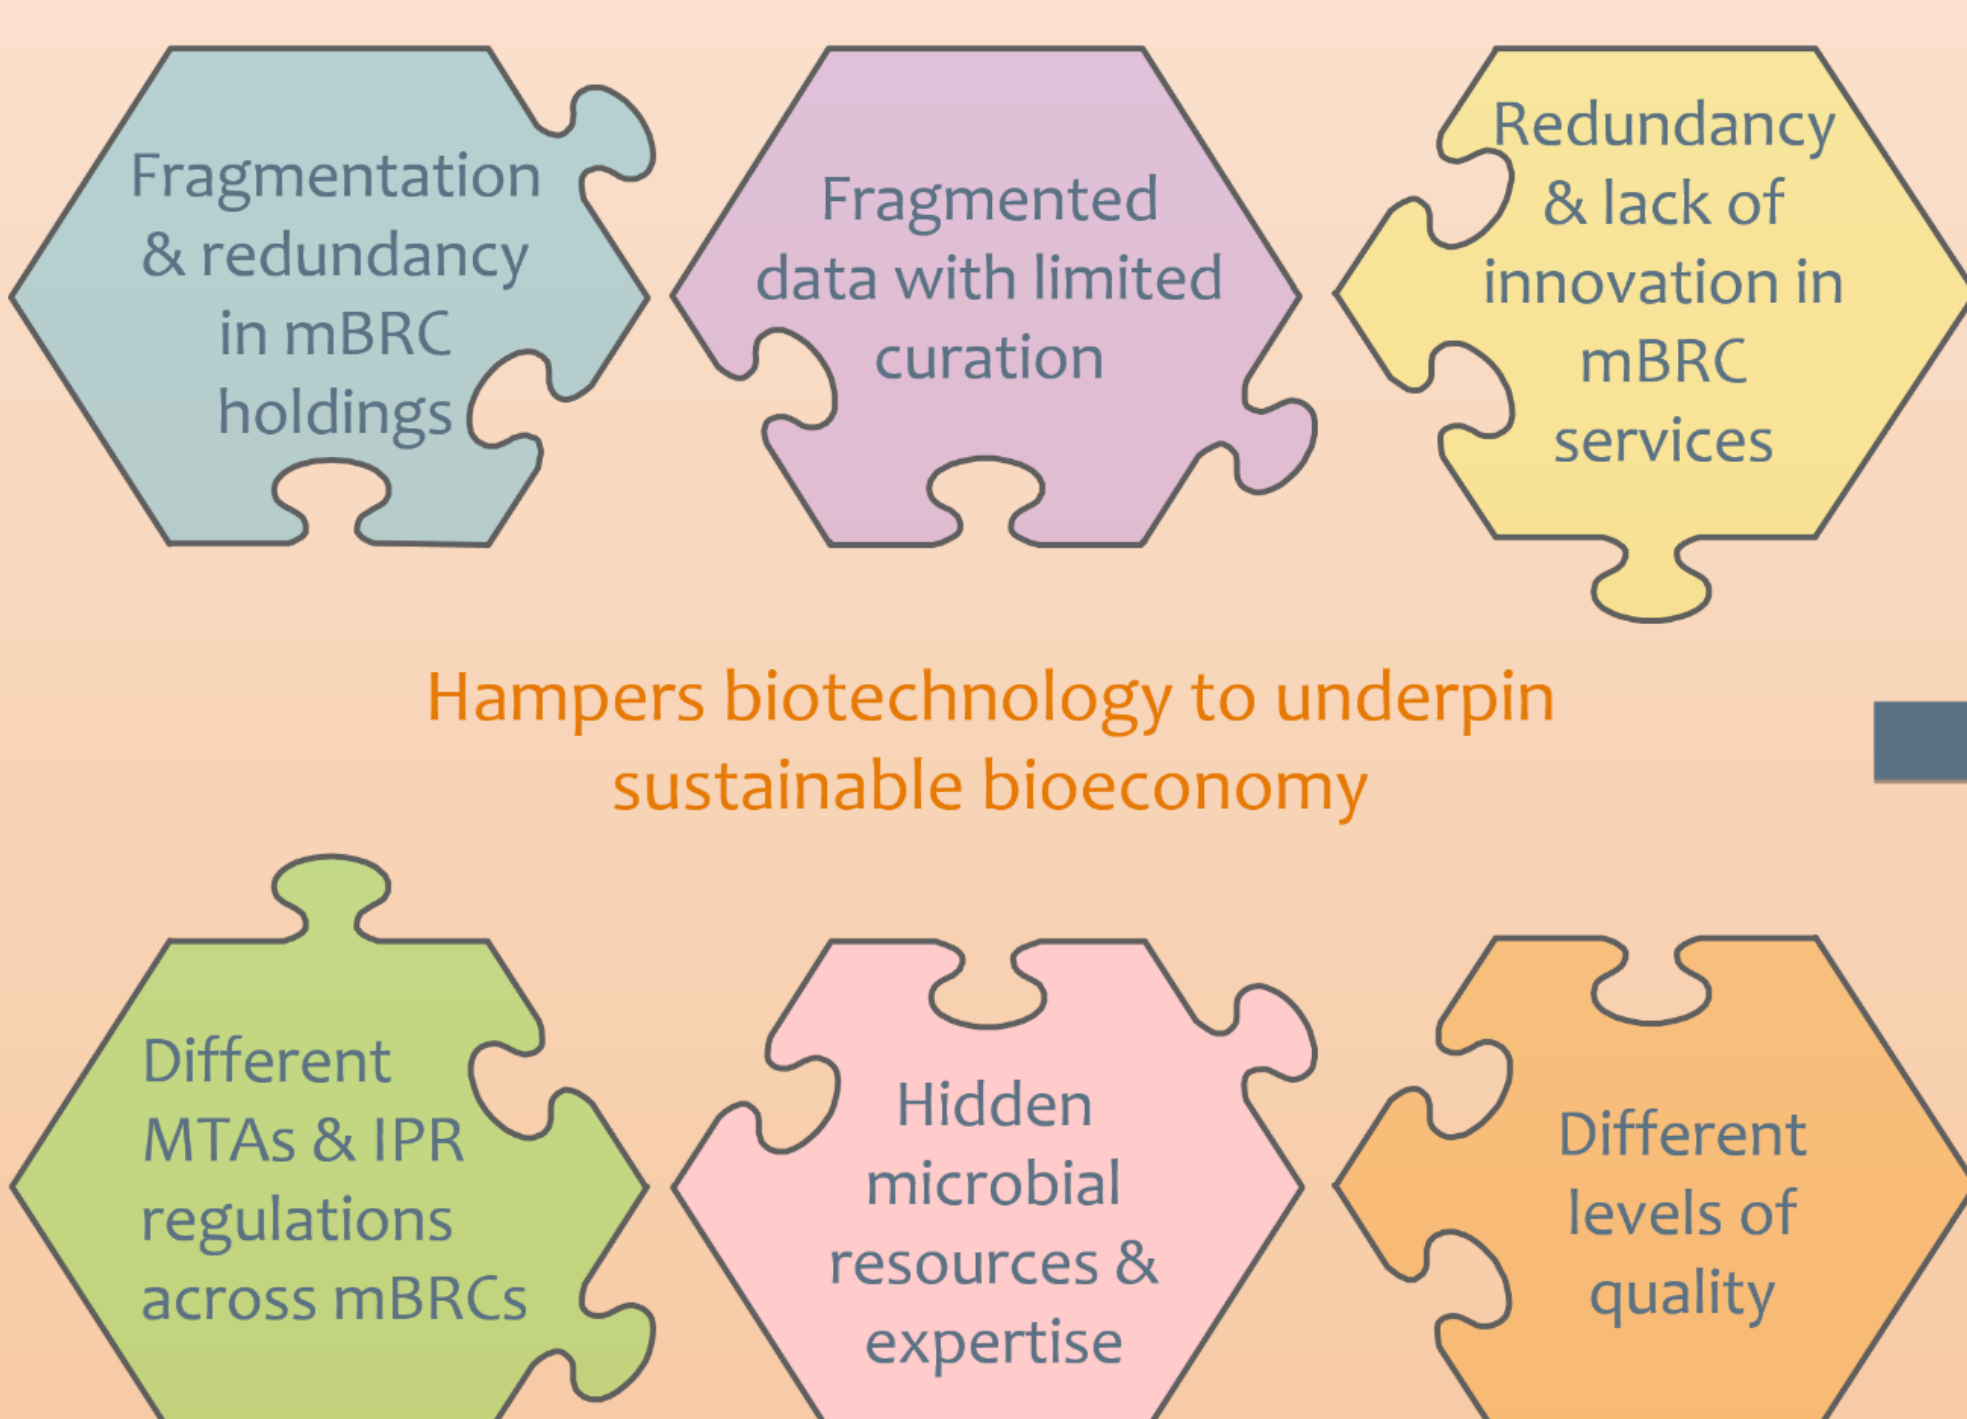 Fragmentation
& redundancy
in mBRC
holdings
Fragmented
data with limited
curation
Redundancy
& lack of
innovation in
mBRC
services
Hampers biotechnology to underpin
sustainable bioeconomy
Different
MTAs & IPR
regulations
across mBRCs
Hidden
microbial
resources &
expertise
Different
levels of
quality